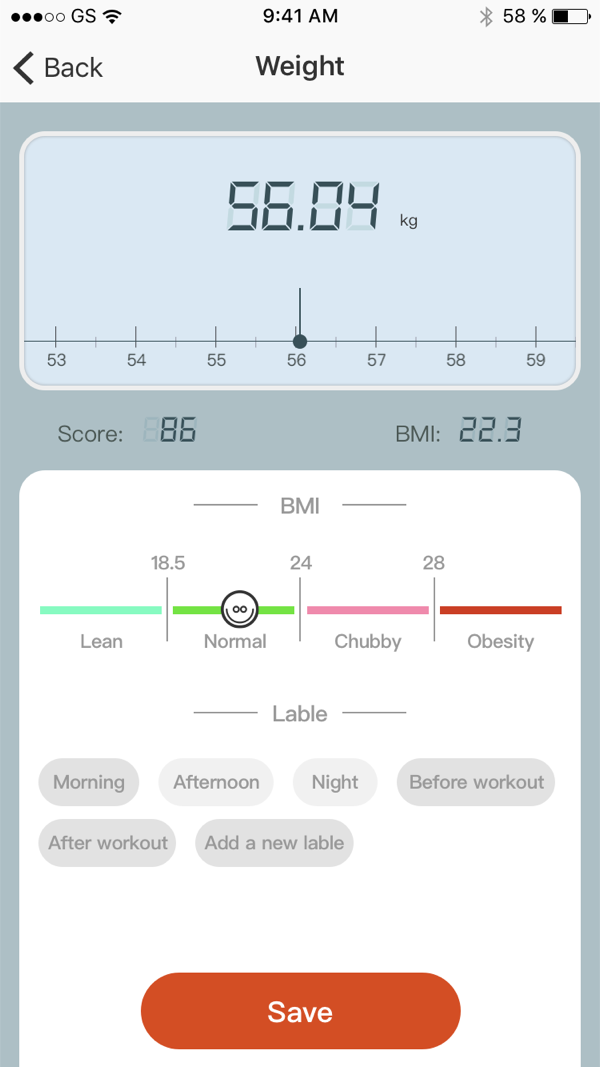 GS 9:41 AM 58 %
Back Weight
56.04 kg
53 54 55 56 57 58 59
Score: 86 BMI: 22.3
BMI
18.5 24 28
Lean Normal Chubby Obesity
Lable
Morning Afternoon Night Before workout
After workout Add a new lable
Save